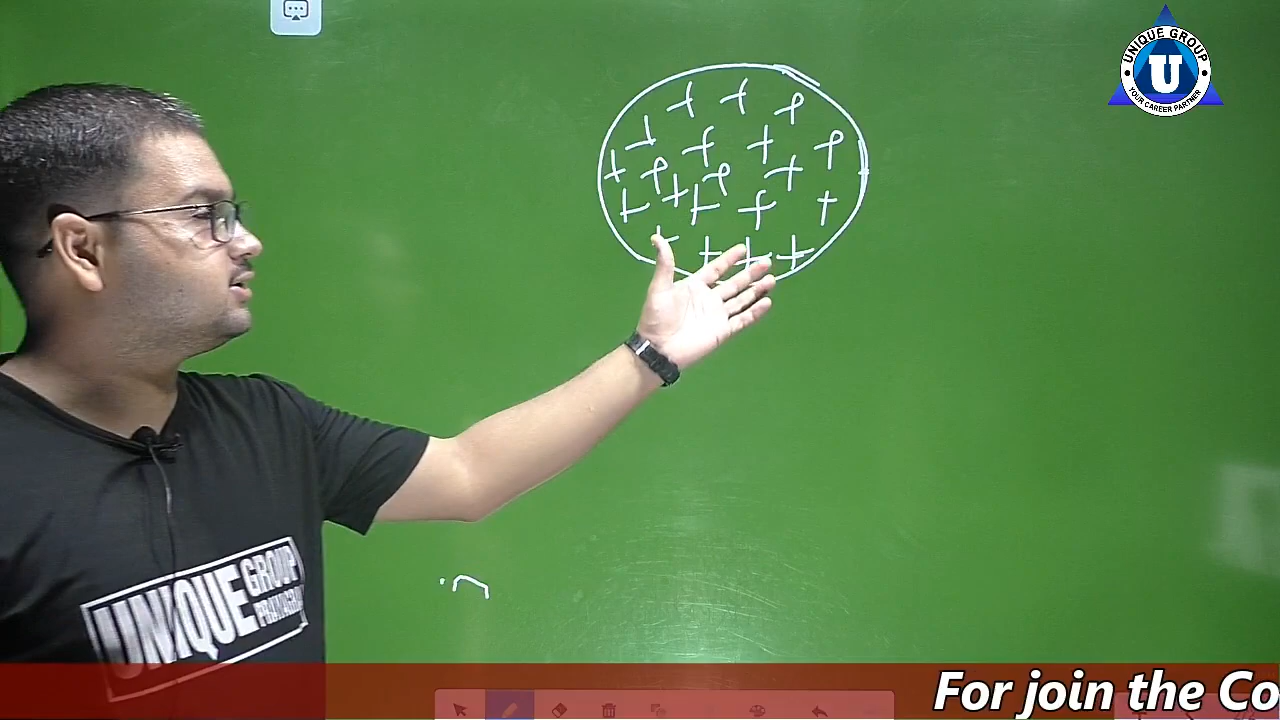 UNIQUE GROUP
U
YOUR CAREER PARTNER
+ + + + + + + + + + + + + + + + + + + + + +
UNIQUE GROUP
For join the Co